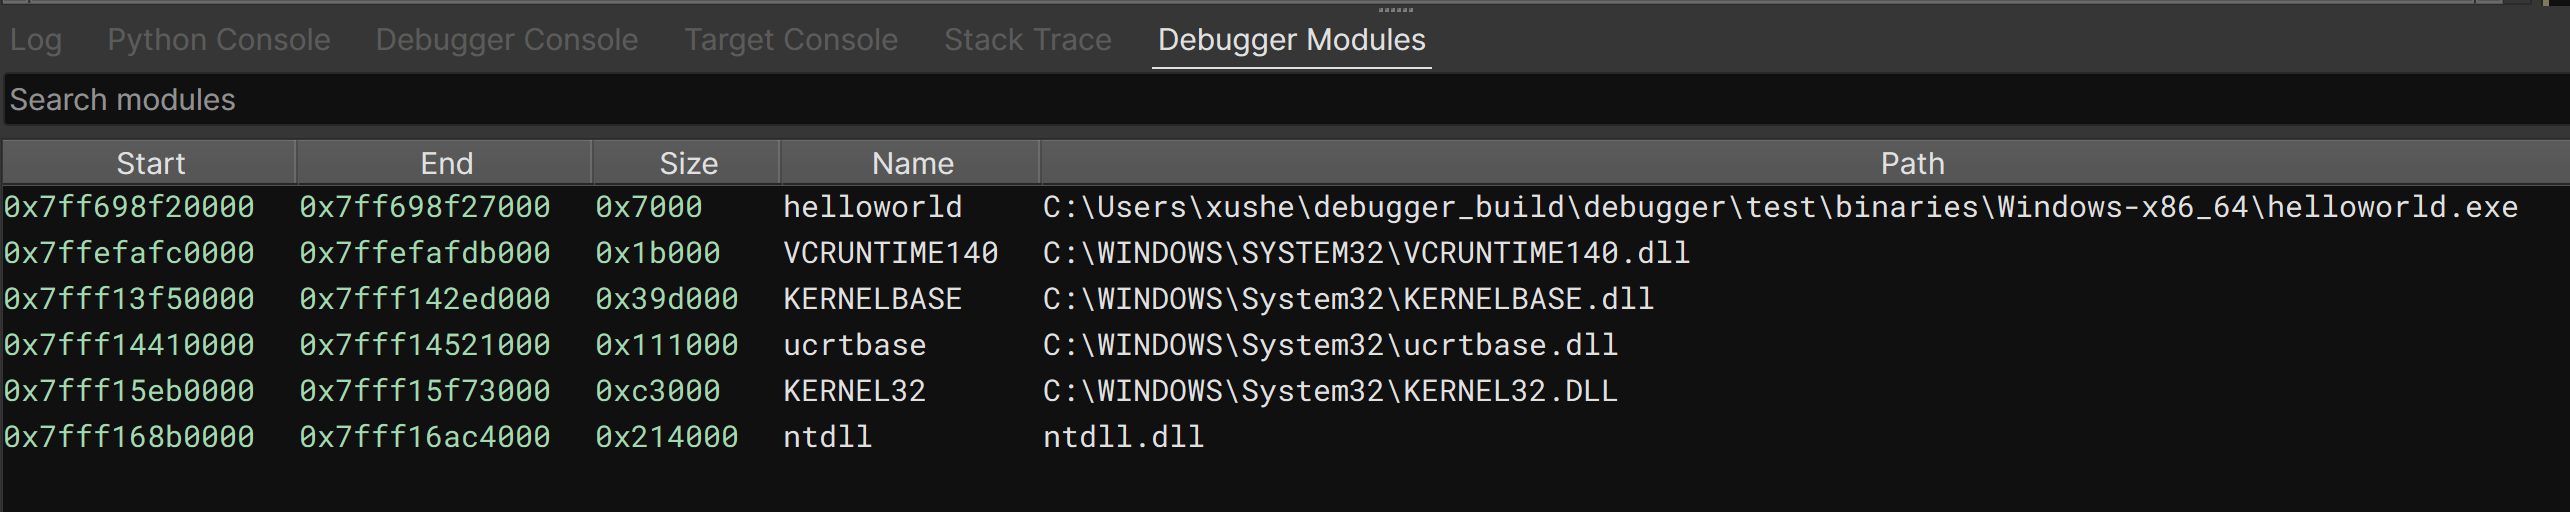 Log Python Console Debugger Console Target Console Stack Trace Debugger Modules
Search modules
Start End Size Name Path
0x7ff698f20000 0x7ff698f27000 0x7000 helloworld C:\Users\xushe\debugger_build\debugger\test\binaries\Windows-x86_64\helloworld.exe
0x7ffefafc0000 0x7ffefafdb000 0x1b000 VCRUNTIME140 C:\WINDOWS\SYSTEM32\VCRUNTIME140.dll
0x7fff13f50000 0x7fff142ed000 0x39d000 KERNELBASE C:\WINDOWS\System32\KERNELBASE.dll
0x7fff14410000 0x7fff14521000 0x111000 ucrtbase C:\WINDOWS\System32\ucrtbase.dll
0x7fff15eb0000 0x7fff15f73000 0xc3000 KERNEL32 C:\WINDOWS\System32\KERNEL32.DLL
0x7fff168b0000 0x7fff16ac4000 0x214000 ntdll ntdll.dll